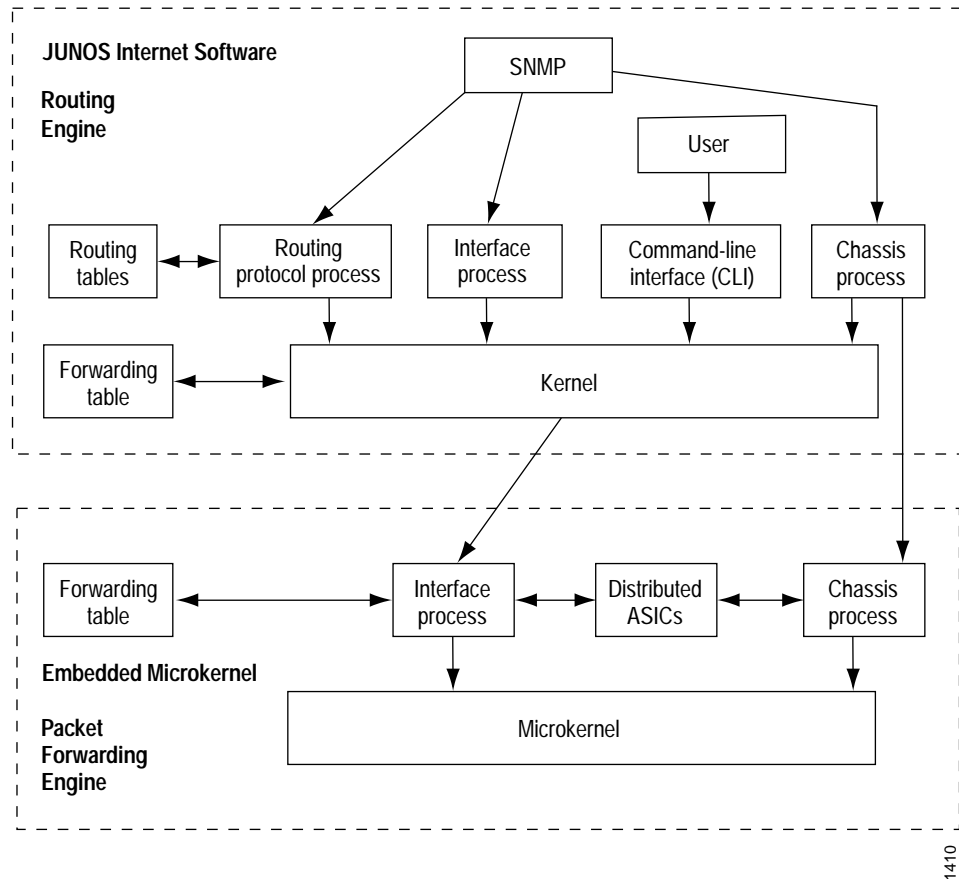 JUNOS Internet Software
Routing
Engine
SNMP
User
Routing
tables
Routing
protocol process
Interface
process
Command-line
interface (CLI)
Chassis
process
Forwarding
table
Kernel
Forwarding
table
Interface
process
Distributed
ASICs
Chassis
process
Embedded Microkernel
Packet
Forwarding
Engine
Microkernel
1410